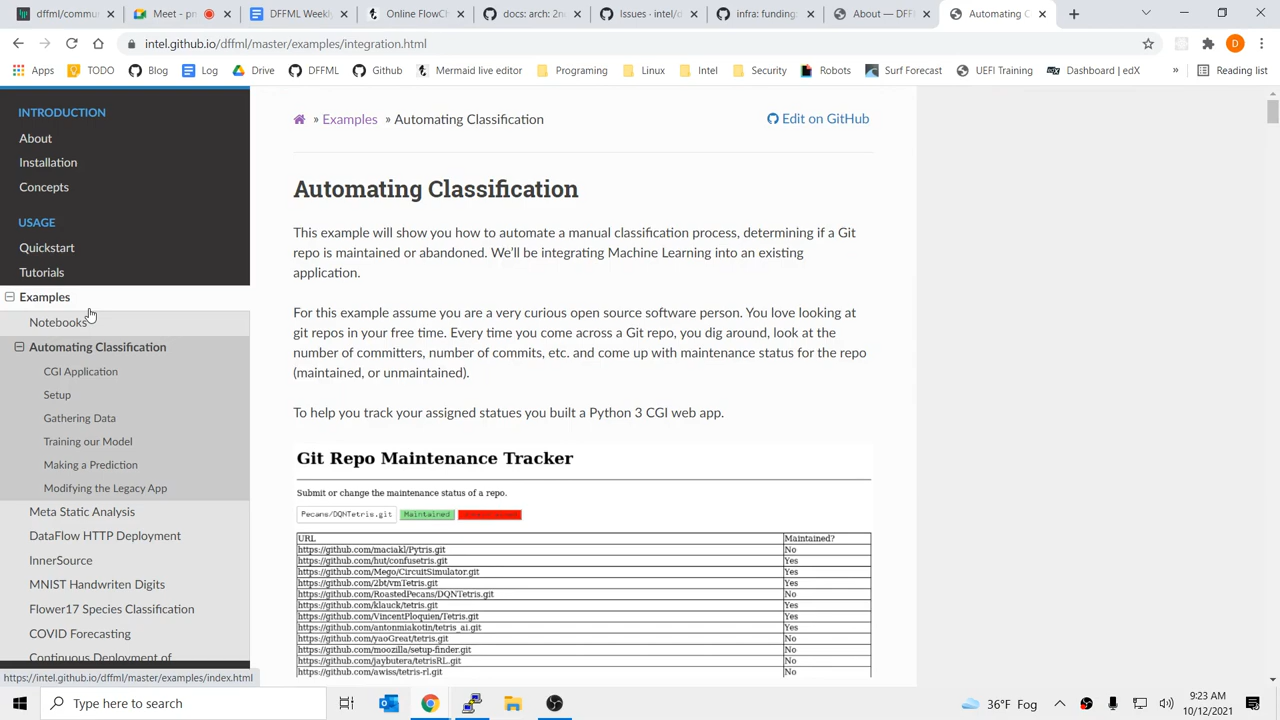 dffml/commu
Meet - pr
DFFML Weekl
Online FlowC
docs: arch: 2nc
Issues - intel/d
infra: funding
About — DFF
Automating C
intel.github.io/dffml/master/examples/integration.html
D
Apps
TODO
Blog
Log
Drive
DFFML
Github
Mermaid live editor
Programing
Linux
Intel
Security
Robots
Surf Forecast
UEFI Training
Dashboard | edX
»
Reading list
INTRODUCTION
About
Installation
Concepts
USAGE
Quickstart
Tutorials
Examples
Notebooks
Automating Classification
CGI Application
Setup
Gathering Data
Training our Model
Making a Prediction
Modifying the Legacy App
Meta Static Analysis
DataFlow HTTP Deployment
InnerSource
MNIST Handwriten Digits
Flower17 Species Classification
COVID Forecasting
Continuous Deployment of
https://intel.github.io/dffml/master/examples/index.html
» Examples » Automating Classification
Edit on GitHub
Automating Classification
This example will show you how to automate a manual classification process, determining if a Git
repo is maintained or abandoned. We’ll be integrating Machine Learning into an existing
application.
For this example assume you are a very curious open source software person. You love looking at
git repos in your free time. Every time you come across a Git repo, you dig around, look at the
number of committers, number of commits, etc. and come up with maintenance status for the repo
(maintained, or unmaintained).
To help you track your assigned statues you built a Python 3 CGI web app.
Git Repo Maintenance Tracker
Submit or change the maintenance status of a repo.
Pecans/DQNTetris.git Maintained
URL Maintained?
https://github.com/maciakl/Pytris.git No
https://github.com/hut/confusetris.git Yes
https://github.com/Mego/CircuitSimulator.git Yes
https://github.com/2bt/vmTetris.git Yes
https://github.com/RoastedPecans/DQNTetris.git No
https://github.com/klauck/tetris.git Yes
https://github.com/VincentPloquien/Tetris.git Yes
https://github.com/antonmiakotin/tetris_ai.git Yes
https://github.com/yaoGreat/tetris.git No
https://github.com/moozilla/setup-finder.git No
https://github.com/jaybutera/tetrisRL.git No
https://github.com/awiss/tetris-rl.git No
Type here to search
36°F Fog
9:23 AM
10/12/2021